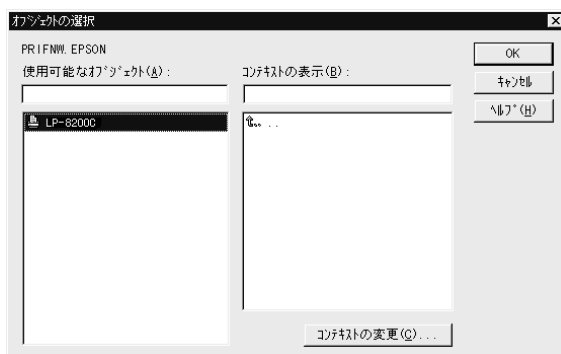 ｵﾌﾞｼﾞｪｸﾄの選択
PRIFNW. EPSON
使用可能なｵﾌﾞｼﾞｪｸﾄ(A) :
ｺﾝﾃｷｽﾄの表示(B) :
OK
ｷｬﾝｾﾙ
ﾍﾙﾌﾟ(H)
LP-8200C
..
ｺﾝﾃｷｽﾄの変更(C)...